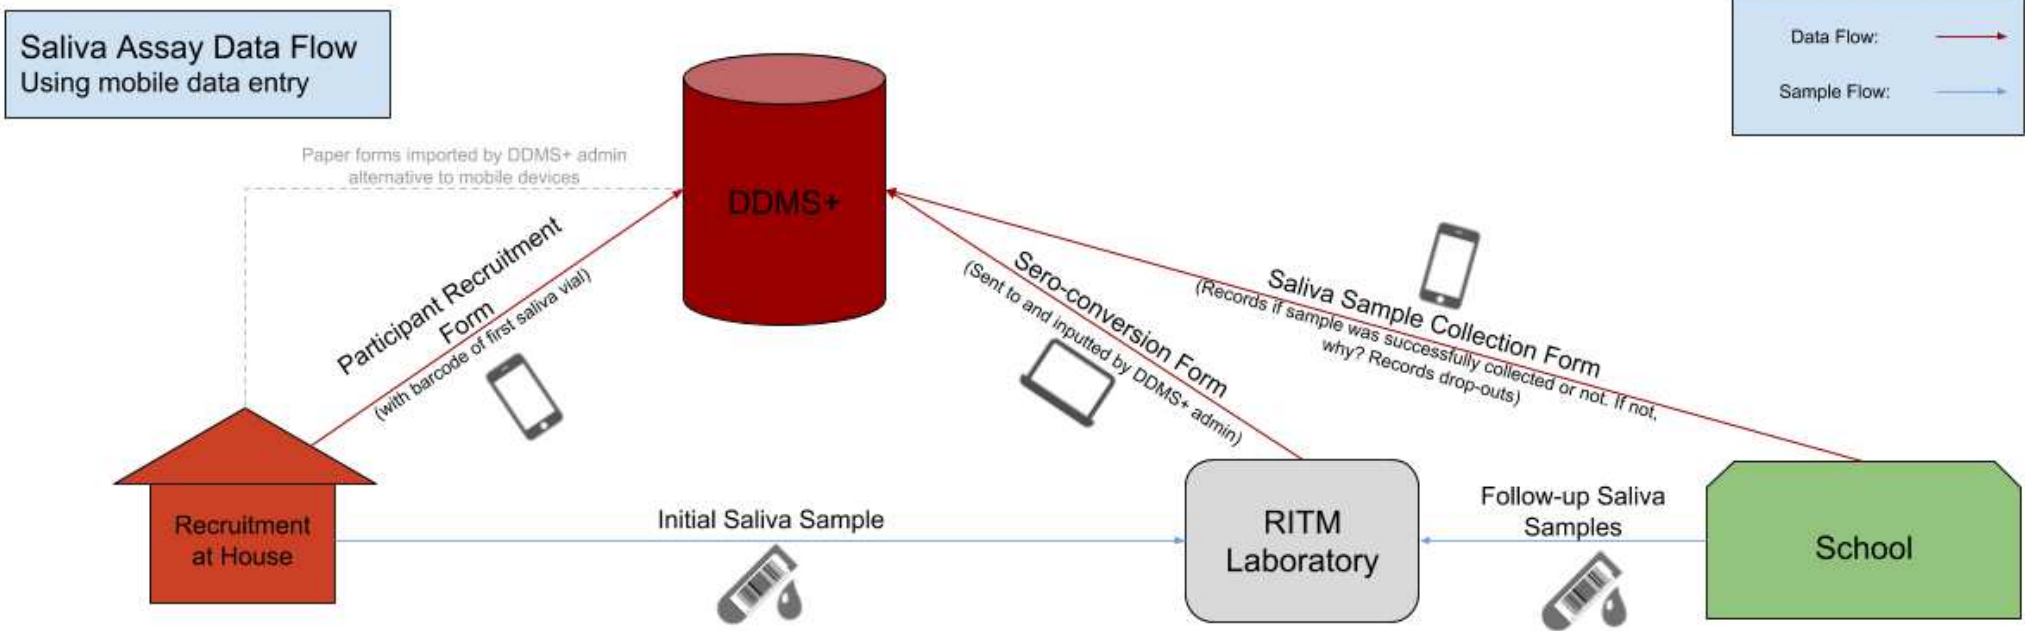 Saliva Assay Data Flow
Using mobile data entry
Data Flow:
Sample Flow:
Paper forms imported by DDMS+ admin
alternative to mobile devices
DDMS+
Participant Recruitment
Form
(with barcode of first saliva vial)
Sero-conversion Form
(Sent to and inputted by DDMS+ admin)
Saliva Sample Collection Form
(Records if sample was successfully collected or not. If not,
why? Records drop-outs)
Recruitment
at House
Initial Saliva Sample
RITM
Laboratory
Follow-up Saliva
Samples
School